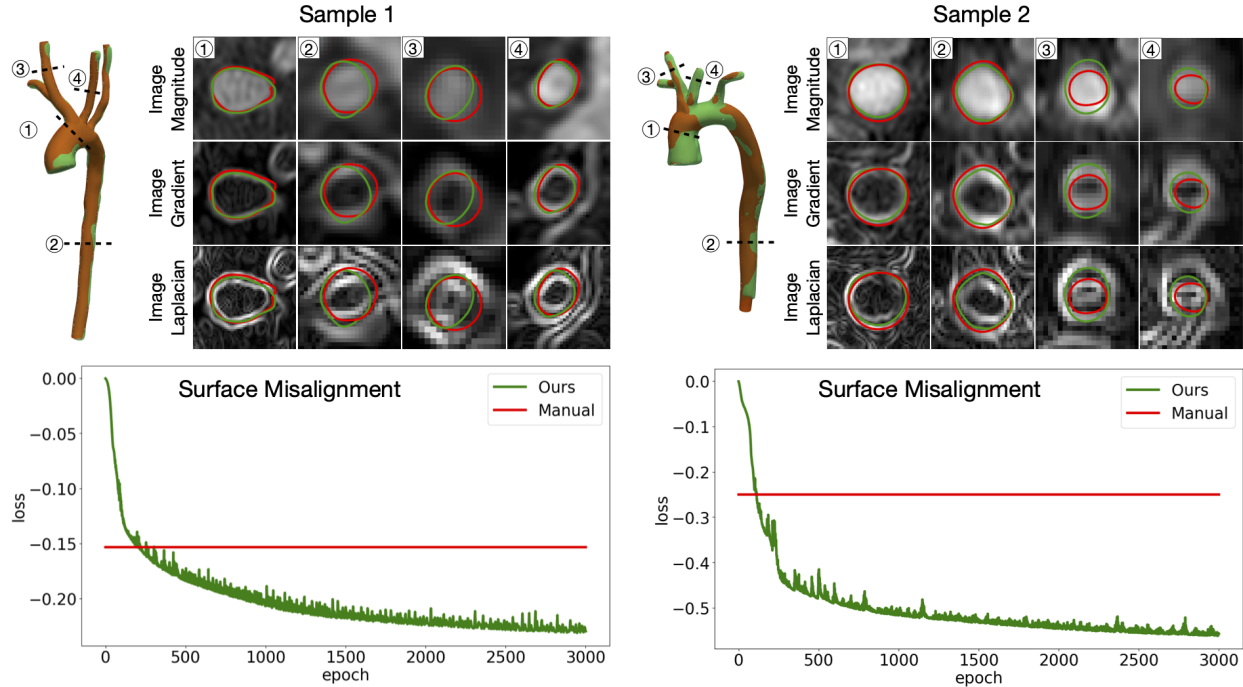 Sample 1
①
②
③
④
③
④
①
②
Image
Magnitude
Image
Gradient
Image
Laplacian
Surface Misalignment
Ours
Manual
0.00
−0.05
−0.10
−0.15
−0.20
loss
0
500
1000
1500
2000
2500
3000
epoch
Sample 2
①
②
③
④
③
④
①
②
Image
Magnitude
Image
Gradient
Image
Laplacian
Surface Misalignment
Ours
Manual
0.0
−0.1
−0.2
−0.3
−0.4
−0.5
loss
0
500
1000
1500
2000
2500
3000
epoch